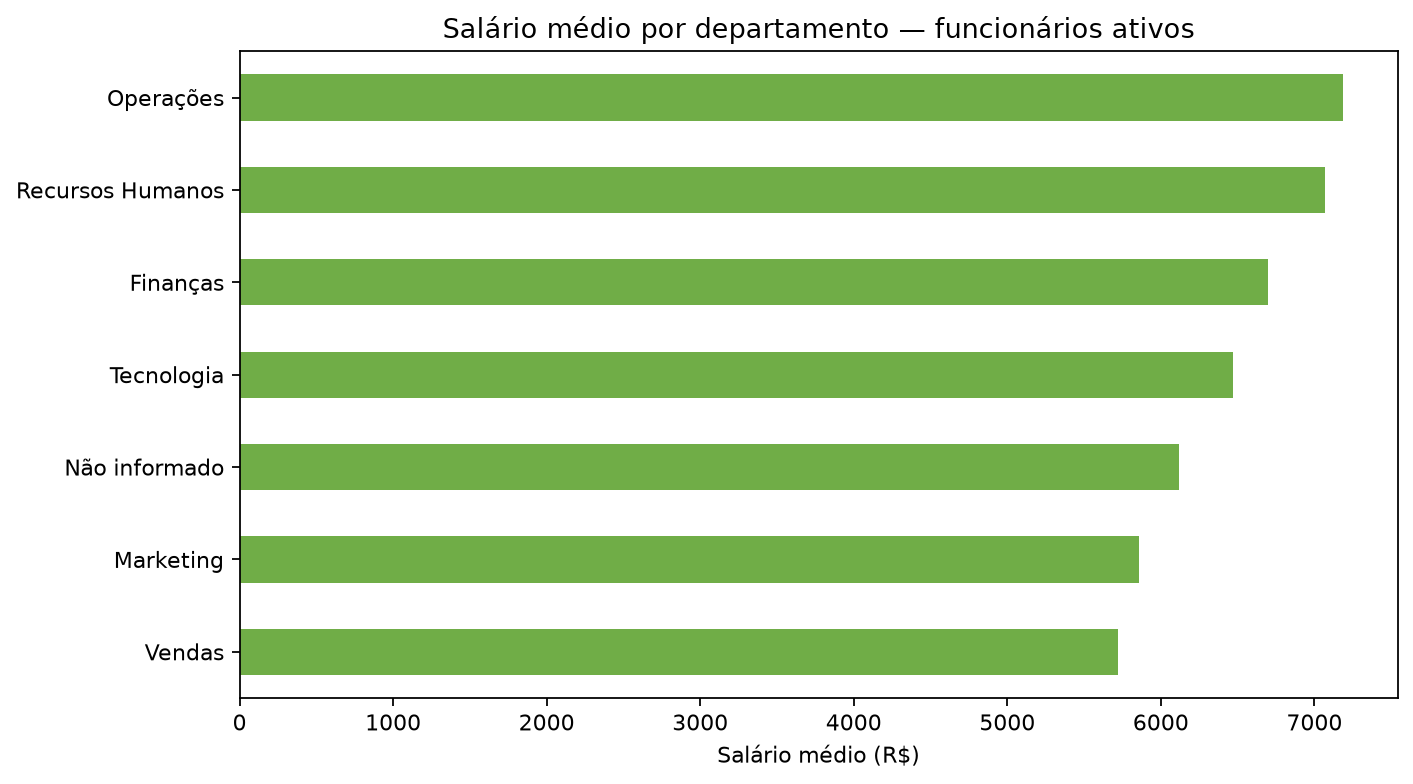 Salário médio por departamento — funcionários ativos
Operações
Recursos Humanos
Finanças
Tecnologia
Não informado
Marketing
Vendas
0 1000 2000 3000 4000 5000 6000 7000
Salário médio (R$)